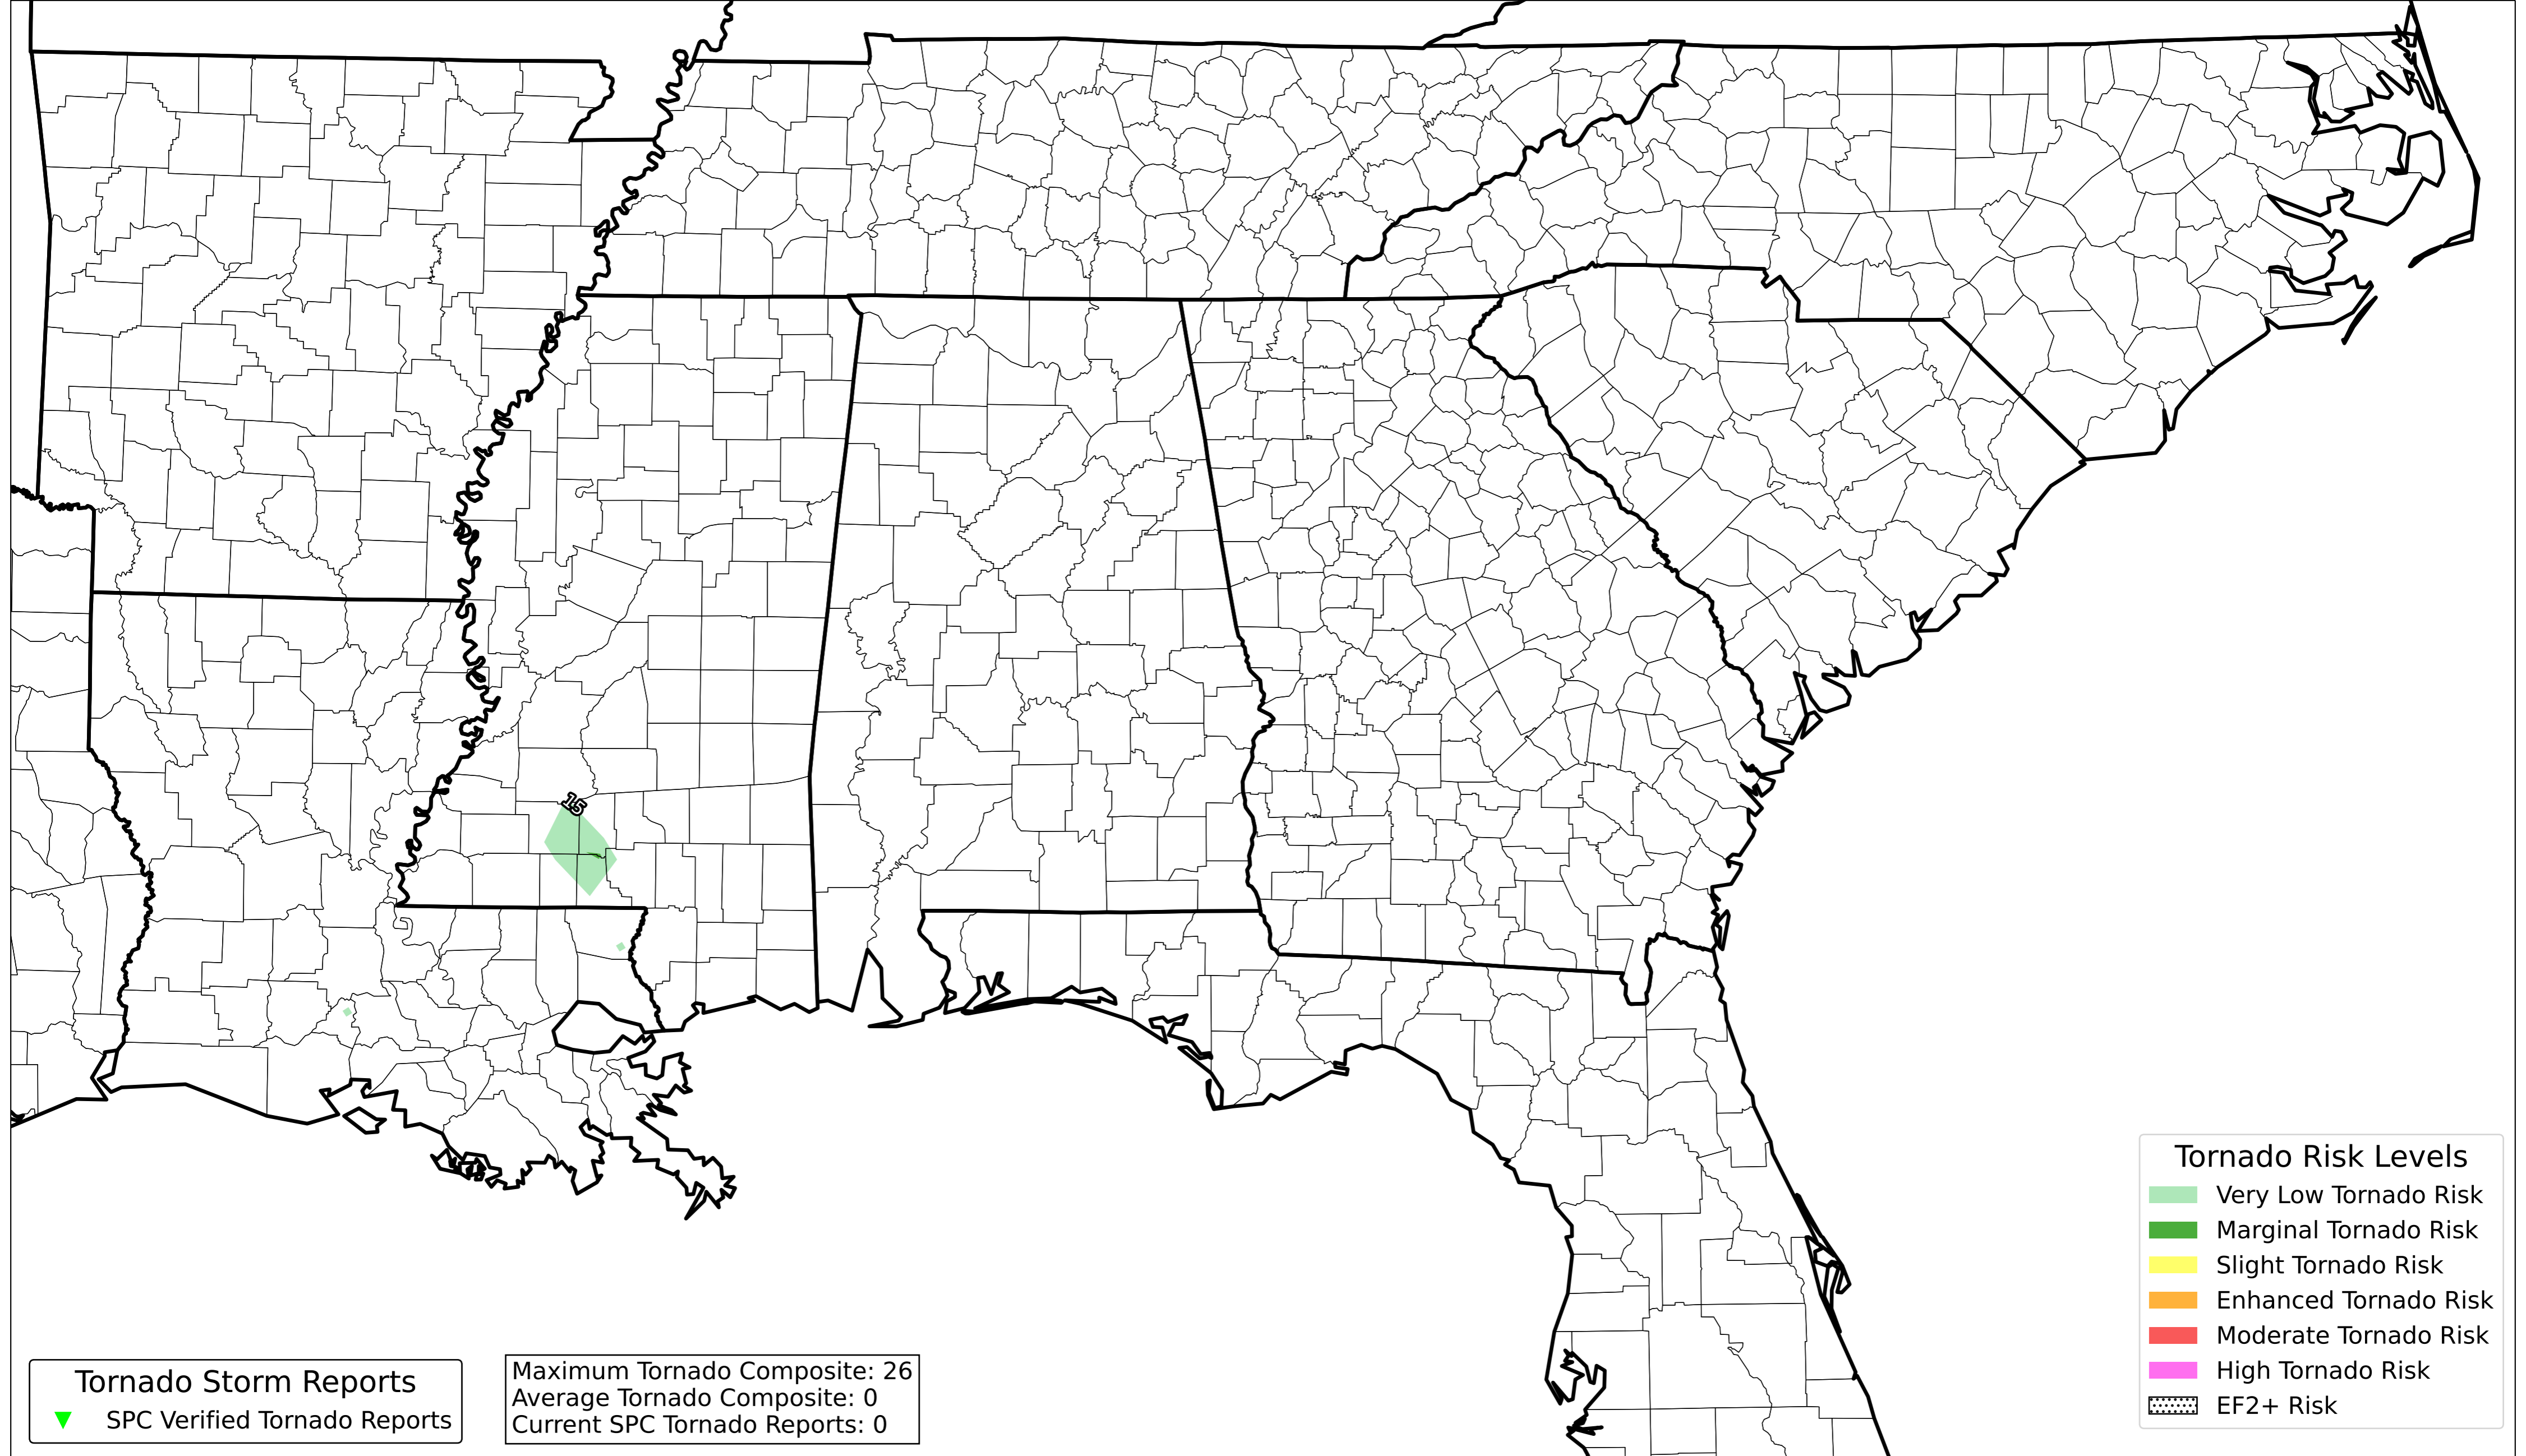 15
Tornado Storm Reports
SPC Verified Tornado Reports
Maximum Tornado Composite: 26
Average Tornado Composite: 0
Current SPC Tornado Reports: 0
Tornado Risk Levels
Very Low Tornado Risk
Marginal Tornado Risk
Slight Tornado Risk
Enhanced Tornado Risk
Moderate Tornado Risk
High Tornado Risk
EF2+ Risk